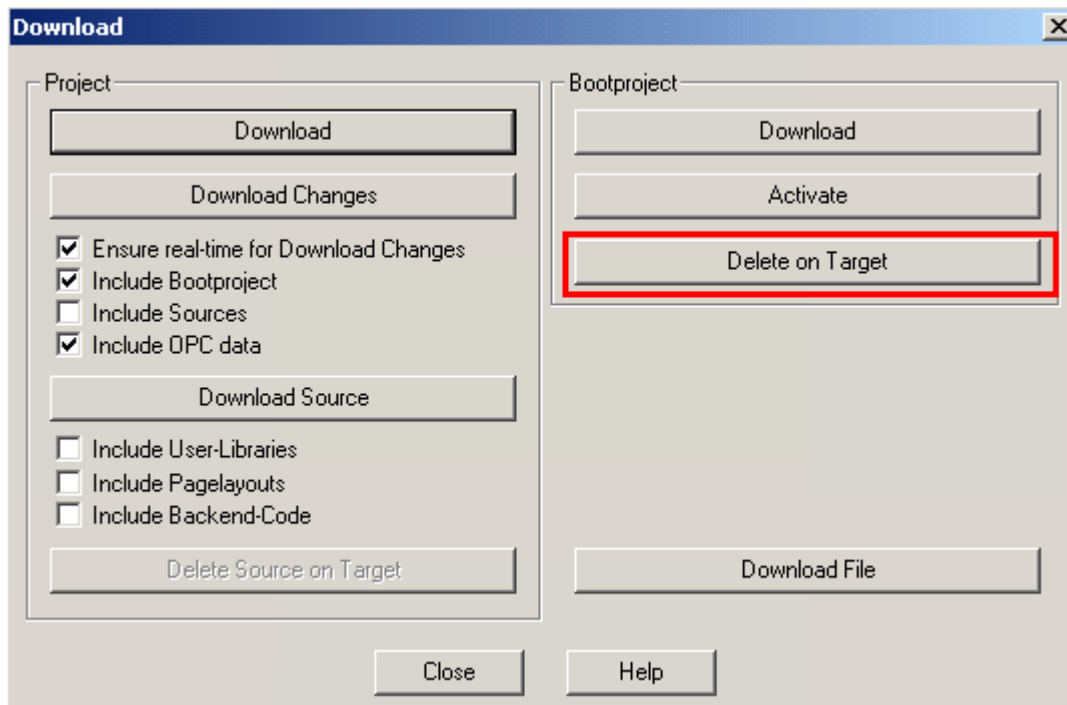 Download
Project
Download
Download Changes
Ensure real-time for Download Changes
Include Bootproject
Include Sources
Include OPC data
Download Source
Include User-Libraries
Include Pagelayouts
Include Backend-Code
Delete Source on Target
Bootproject
Download
Activate
Delete on Target
Download File
Close
Help